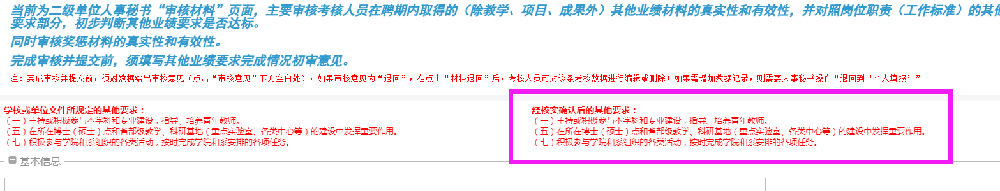 当前为二级单位人事秘书“审核材料”页面，主要审核考核人员在聘期内取得的（除教学、项目、成果外）其他业绩材料的真实性和有效性，并对照岗位职责（工作标准）的其他
要求部分，初步判断其他业绩要求是否达标。
同时审核奖惩材料的真实性和有效性。
完成审核并提交前，须填写其他业绩要求完成情况初审意见。
注：完成审核并提交前，须对数据给出审核意见（点击“审核意见”下方空白处），如果审核意见为“退回”，在点击“材料退回”后，考核人员可对该条考核数据进行编辑或删除；如果需增加数据记录，则需要人事秘书操作“退回到‘个人填报’”。
学校或单位文件所规定的其他要求：
（一）主持或积极参与本学科和专业建设，指导、培养青年教师。
（五）在所在博士（硕士）点和省部级教学、科研基地（重点实验室、各类中心等）的建设中发挥重要作用。
（七）积极参与学院和系组织的各类活动，按时完成学院和系安排的各项任务。
经核实确认后的其他要求：
（一）主持或积极参与本学科和专业建设，指导、培养青年教师。
（五）在所在博士（硕士）点和省部级教学、科研基地（重点实验室、各类中心等）的建设中发挥重要作用。
（七）积极参与学院和系组织的各类活动，按时完成学院和系安排的各项任务。
基本信息